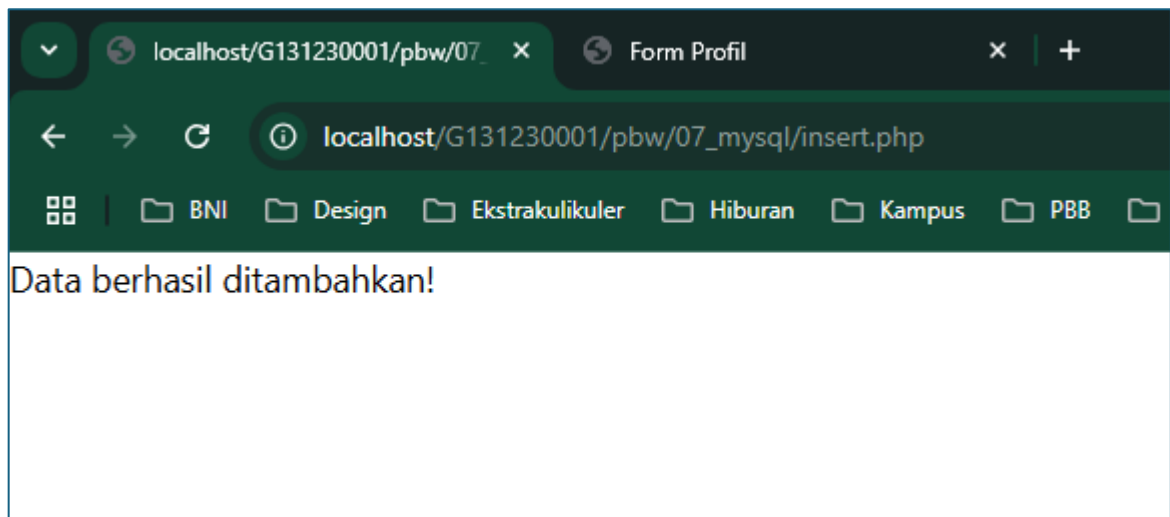 localhost/G131230001/pbw/07_ Form Profil
localhost/G131230001/pbw/07_mysql/insert.php
BNI Design Ekstrakulikuler Hiburan Kampus PBB
Data berhasil ditambahkan!